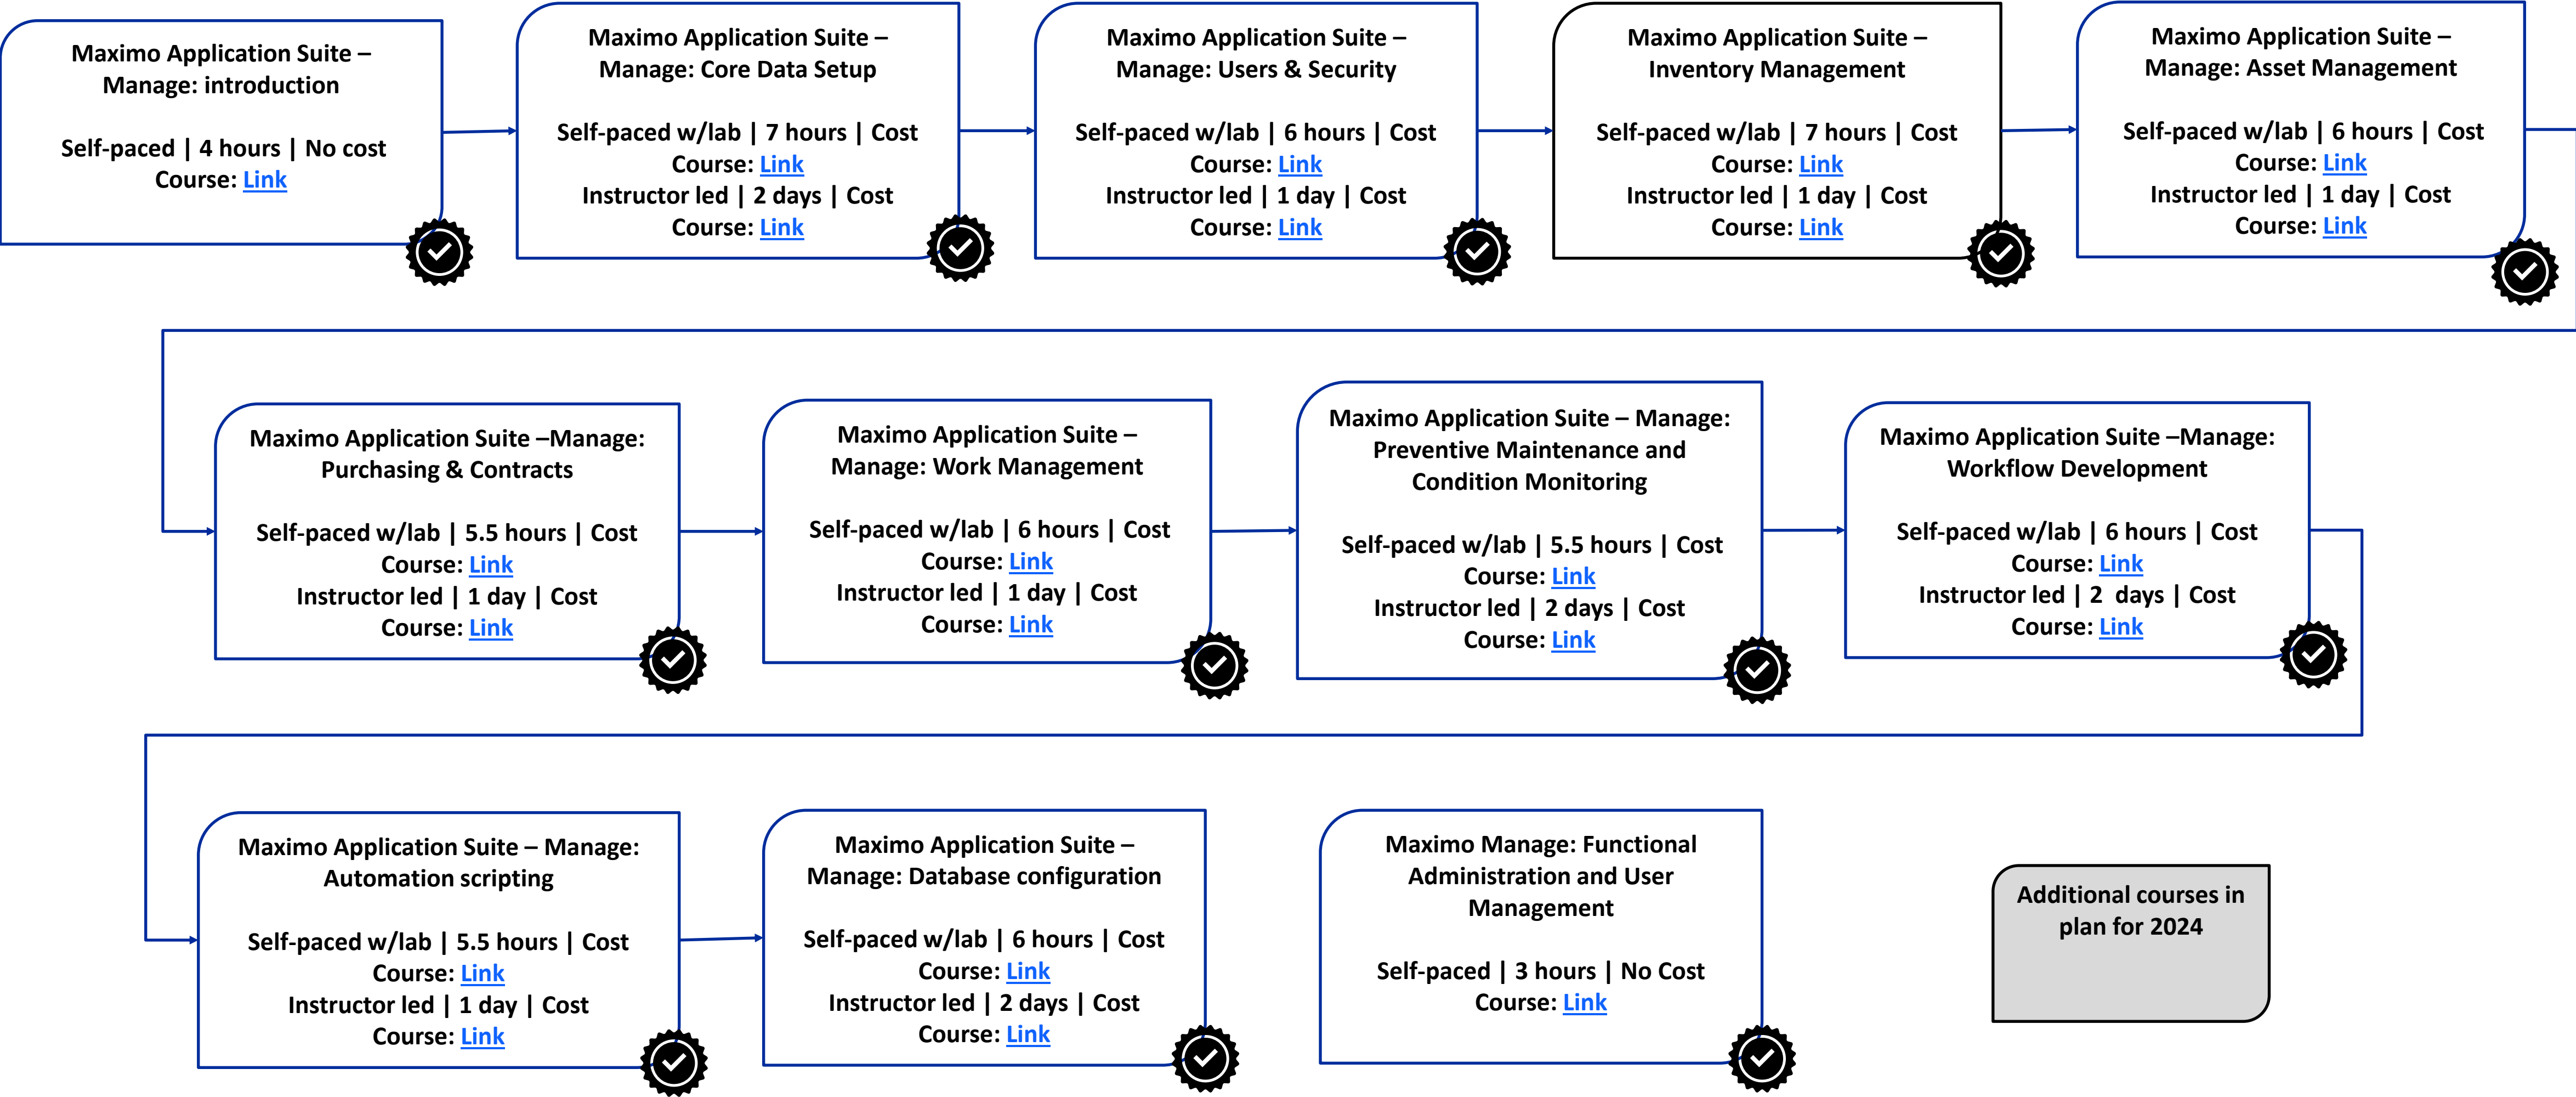 Maximo Application Suite –
Manage: introduction
Self-paced | 4 hours | No cost
Course: Link
Maximo Application Suite –
Manage: Core Data Setup
Self-paced w/lab | 7 hours | Cost
Course: Link
Instructor led | 2 days | Cost
Course: Link
Maximo Application Suite –
Manage: Users & Security
Self-paced w/lab | 6 hours | Cost
Course: Link
Instructor led | 1 day | Cost
Course: Link
Maximo Application Suite –
Inventory Management
Self-paced w/lab | 7 hours | Cost
Course: Link
Instructor led | 1 day | Cost
Course: Link
Maximo Application Suite –
Manage: Asset Management
Self-paced w/lab | 6 hours | Cost
Course: Link
Instructor led | 1 day | Cost
Course: Link
Maximo Application Suite –Manage:
Purchasing & Contracts
Self-paced w/lab | 5.5 hours | Cost
Course: Link
Instructor led | 1 day | Cost
Course: Link
Maximo Application Suite –
Manage: Work Management
Self-paced w/lab | 6 hours | Cost
Course: Link
Instructor led | 1 day | Cost
Course: Link
Maximo Application Suite – Manage:
Preventive Maintenance and
Condition Monitoring
Self-paced w/lab | 5.5 hours | Cost
Course: Link
Instructor led | 2 days | Cost
Course: Link
Maximo Application Suite –Manage:
Workflow Development
Self-paced w/lab | 6 hours | Cost
Course: Link
Instructor led | 2  days | Cost
Course: Link
Maximo Application Suite – Manage:
Automation scripting
Self-paced w/lab | 5.5 hours | Cost
Course: Link
Instructor led | 1 day | Cost
Course: Link
Maximo Application Suite –
Manage: Database configuration
Self-paced w/lab | 6 hours | Cost
Course: Link
Instructor led | 2 days | Cost
Course: Link
Maximo Manage: Functional
Administration and User
Management
Self-paced | 3 hours | No Cost
Course: Link
Additional courses in
plan for 2024